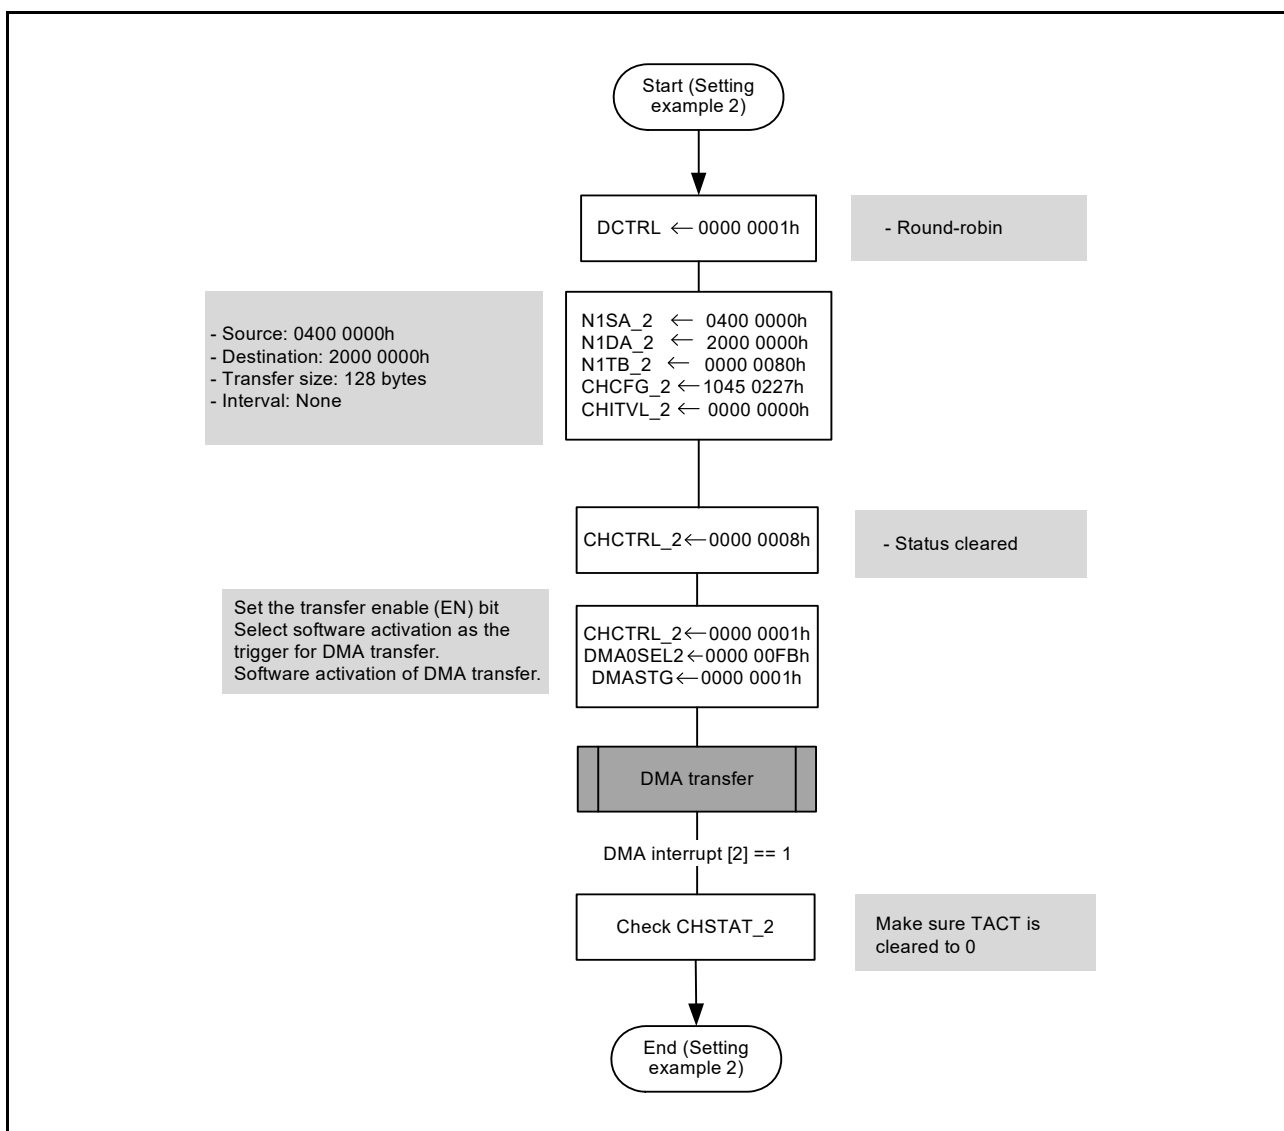 Start (Setting
example 2)
DCTRL ← 0000 0001h
- Round-robin
- Source: 0400 0000h
- Destination: 2000 0000h
- Transfer size: 128 bytes
- Interval: None
N1SA_2 ← 0400 0000h
N1DA_2 ← 2000 0000h
N1TB_2 ← 0000 0080h
CHCFG_2 ← 1045 0227h
CHITVL_2 ← 0000 0000h
CHCTRL_2 ← 0000 0008h
- Status cleared
Set the transfer enable (EN) bit
Select software activation as the
trigger for DMA transfer.
Software activation of DMA transfer.
CHCTRL_2 ← 0000 0001h
DMA0SEL2 ← 0000 00FBh
DMASTG ← 0000 0001h
DMA transfer
DMA interrupt [2] == 1
Check CHSTAT_2
Make sure TACT is
cleared to 0
End (Setting
example 2)